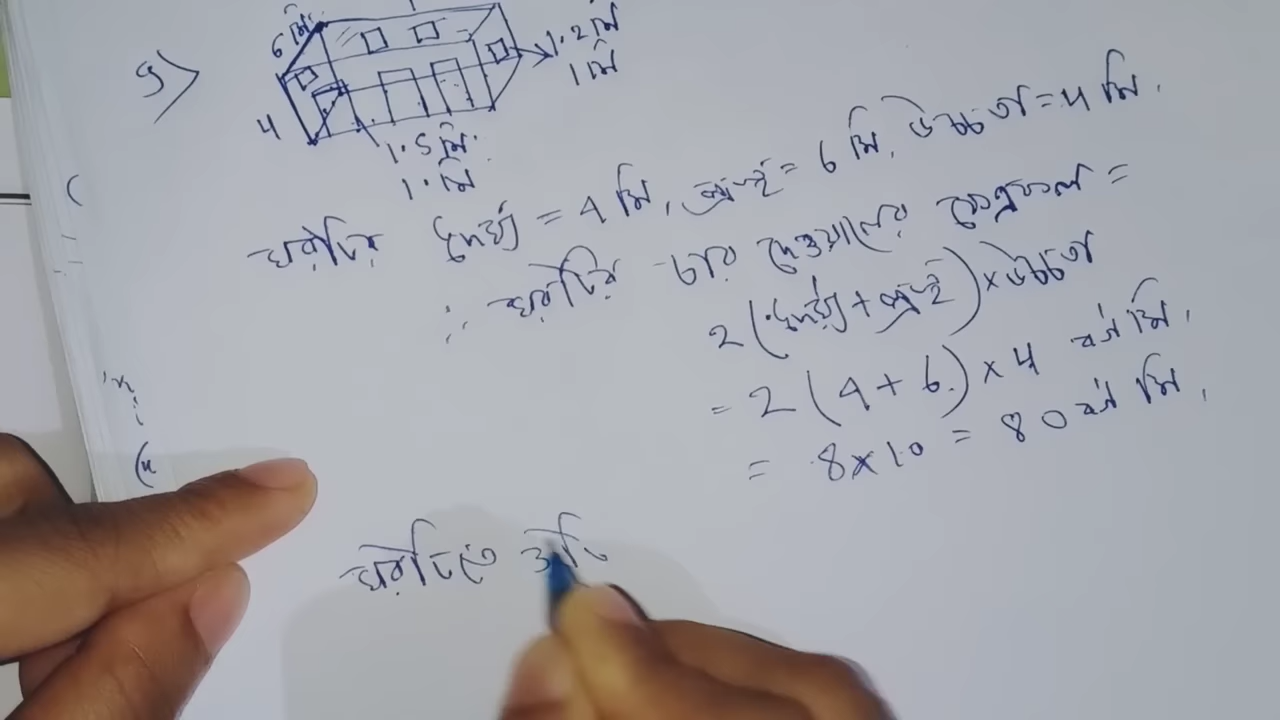 9)
6 মি.
1.2 মি
1 মি
4
1.5 মি.
1. মি
ঘরটির দৈর্ঘ্য = 4 মি, প্রস্থ = 6 মি, উচ্চতা = 4 মি.
∴ ঘরটির চার দেওয়ালের ক্ষেত্রফল =
2 (দৈর্ঘ্য + প্রস্থ) × উচ্চতা
= 2 (4 + 6) × 4 বর্গ মি.
= 8 × 10 = 80 বর্গ মি.
ঘরটিতে